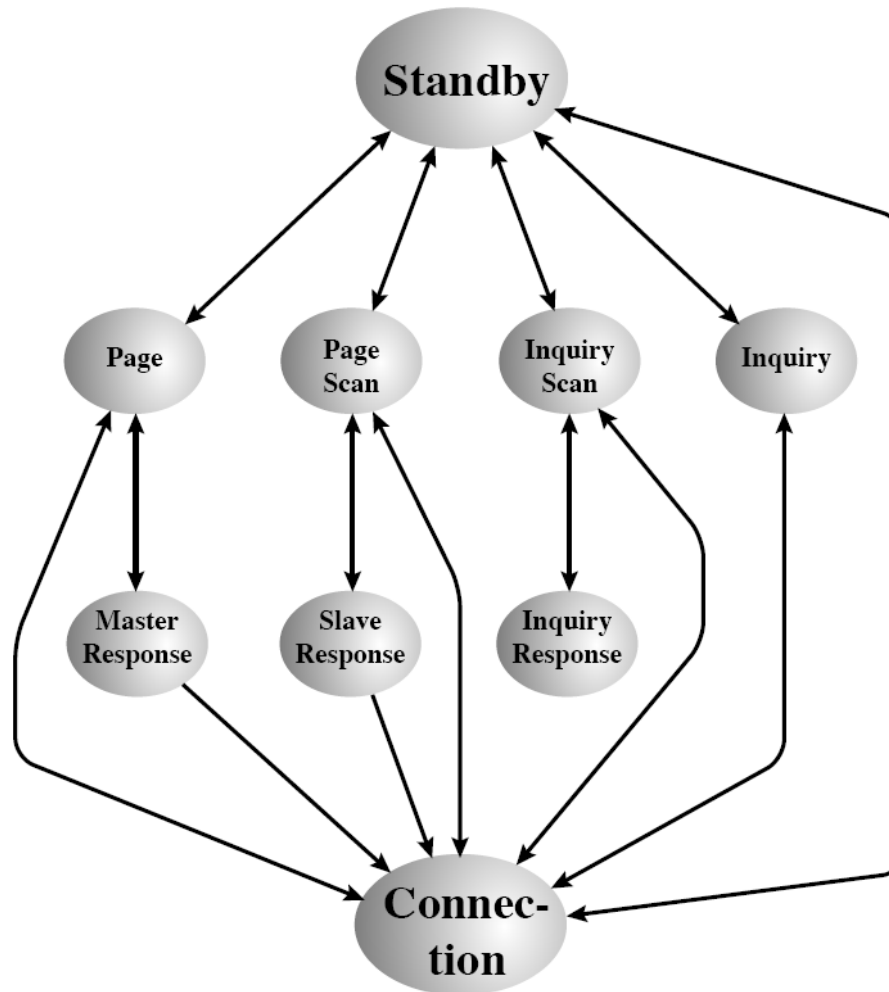 Standby
Page
Page
Scan
Inquiry
Scan
Inquiry
Master
Response
Slave
Response
Inquiry
Response
Connec-
tion